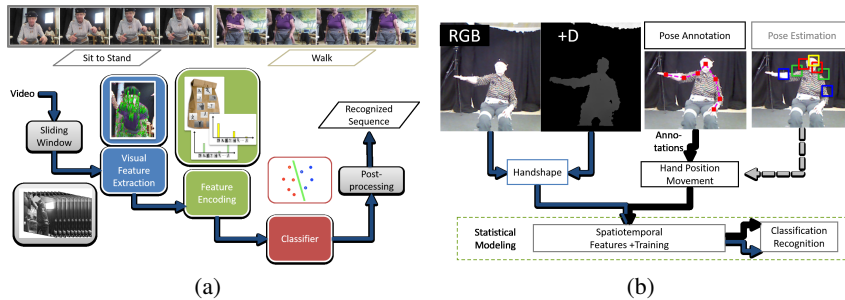 Sit to Stand
Walk
Video
Sliding
Window
Visual
Feature
Extraction
Feature
Encoding
Classifier
Post-
processing
Recognized
Sequence
(a)
RGB
+D
Pose Annotation
Pose Estimation
Anno-
tations
Handshape
Hand Position
Movement
Statistical
Modeling
Spatiotemporal
Features +Training
Classification
Recognition
(b)